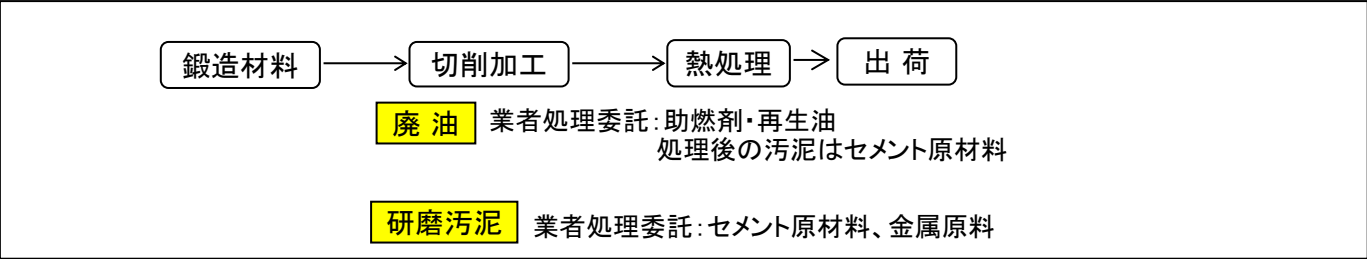 鍛造材料 切削加工 熱処理 出 荷
廃 油 業者処理委託：助燃剤・再生油
処理後の汚泥はセメント原材料
研磨汚泥 業者処理委託：セメント原材料、金属原料